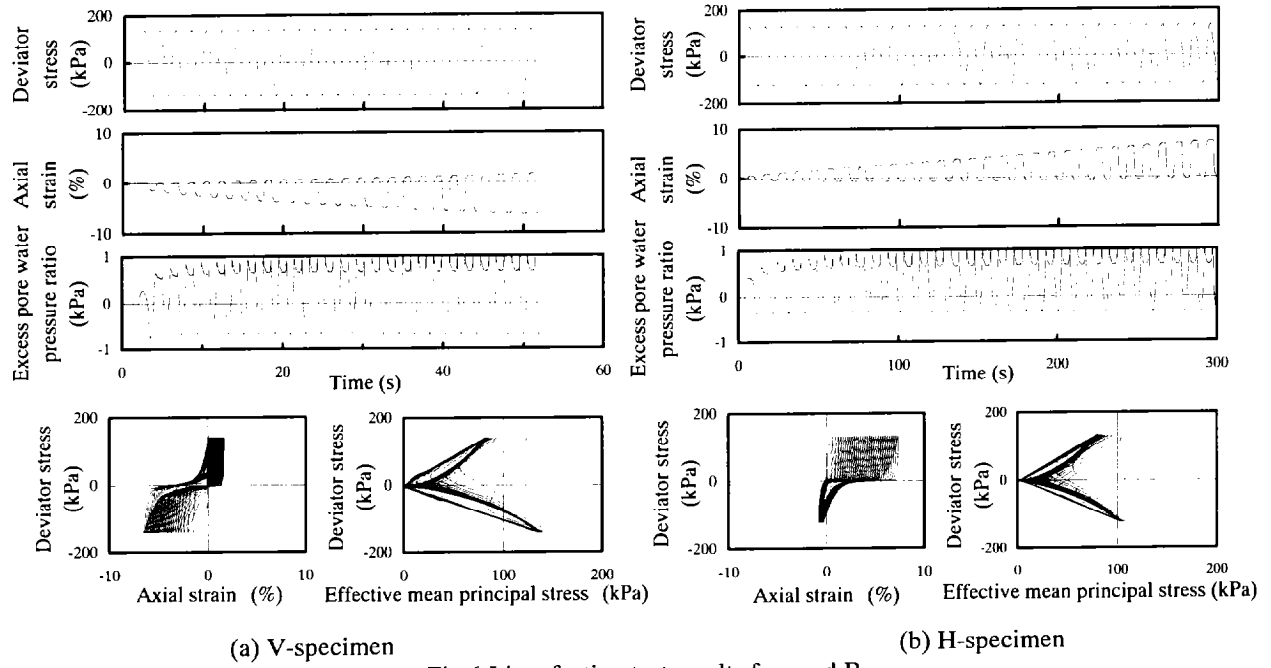 Deviator stress (kPa)
200
0
-200
Axial strain (%)
10
0
-10
Excess pore water pressure ratio (kPa)
1
0
-1
0 20 40 60
Time (s)
Deviator stress (kPa)
200
0
-200
-10 0 10
Axial strain (%)
Deviator stress (kPa)
200
0
-200
0 100 200
Effective mean principal stress (kPa)
(a) V-specimen
Deviator stress (kPa)
200
0
-200
Axial strain (%)
10
0
-10
Excess pore water pressure ratio (kPa)
1
0
-1
0 100 200 300
Time (s)
Deviator stress (kPa)
200
0
-200
-10 0 10
Axial strain (%)
Deviator stress (kPa)
200
0
-200
0 100 200
Effective mean principal stress (kPa)
(b) H-specimen